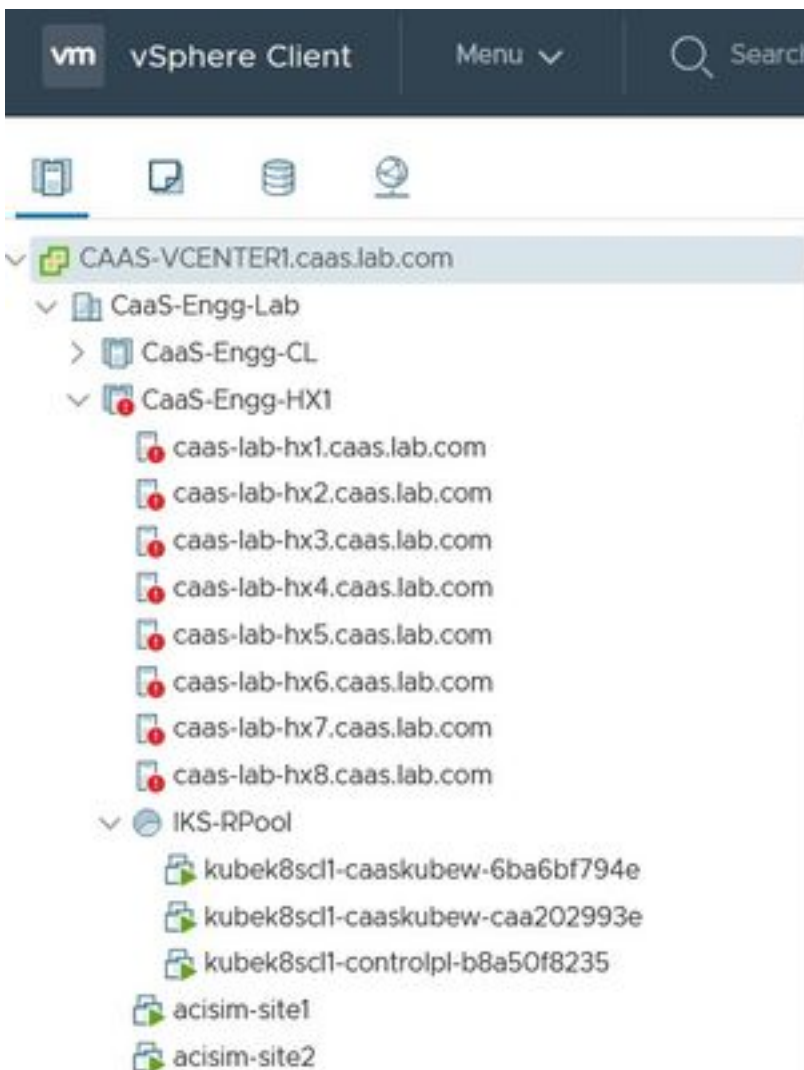 vm vSphere Client Menu Search
CAAS-VCENTER1.caas.lab.com
CaaS-Engg-Lab
CaaS-Engg-CL
CaaS-Engg-HX1
caas-lab-hx1.caas.lab.com
caas-lab-hx2.caas.lab.com
caas-lab-hx3.caas.lab.com
caas-lab-hx4.caas.lab.com
caas-lab-hx5.caas.lab.com
caas-lab-hx6.caas.lab.com
caas-lab-hx7.caas.lab.com
caas-lab-hx8.caas.lab.com
IKS-RPool
kubek8scl1-caaskubew-6ba6bf794e
kubek8scl1-caaskubew-caa202993e
kubek8scl1-controlpl-b8a50f8235
acisim-site1
acisim-site2